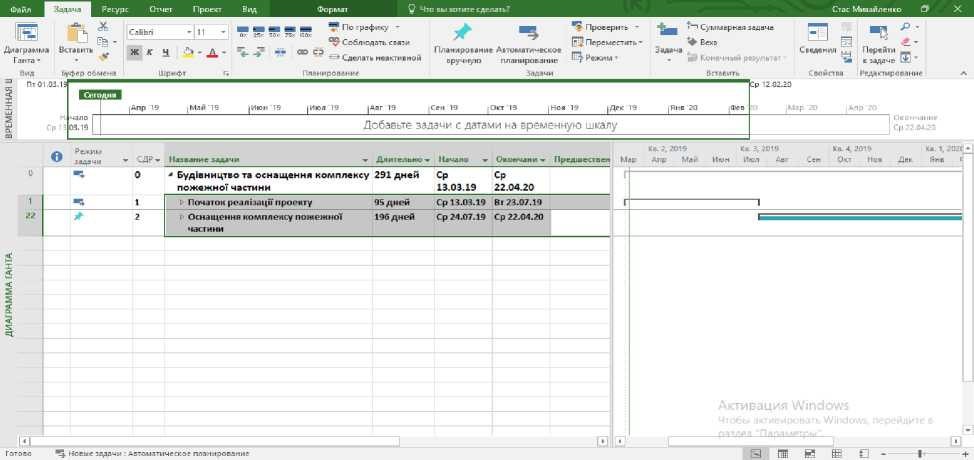 Файл Задача Ресурс Отчет Проект Вид Формат Что вы хотите сделать? Стас Михайленко
Диаграмма Ганта
Вставить
Calibri 11
Ж К Ч
По графику
Соблюдать связи
Сделать неактивной
Планирование вручную
Автоматическое планирование
Проверить
Переместить
Режим
Задача
Суммарная задача
Веха
Конечный результат
Сведения
Перейти к задаче
Вид Буфер обмена Шрифт Планирование Задачи Вставить Свойства Редактирование
ВРЕМЕННАЯ Ш
Пт 01.03.19 Ср 12.02.20
Сегодня
Апр '19 Май '19 Июн '19 Июл '19 Авг '19 Сен '19 Окт '19 Ноя '19 Дек '19 Янв '20 Фев '20 Мар '20 Апр '20
Начало
Ср 13.03.19
Добавьте задачи с датами на временную шкалу
Окончание
Ср 22.04.20
ДИАГРАММА ГАНТА
Режим задачи СДР Название задачи Длительно Начало Окончани Предшествен
Кв. 2, 2019 Кв. 3, 2019 Кв. 4, 2019 Кв. 1, 2020
Мар Апр Май Июн Июл Авг Сен Окт Ноя Дек Янв Фев
0 0 Будівництво та оснащення комплексу пожежної частини 291 дней Ср 13.03.19 Ср 22.04.20
1 1 Початок реалізації проекту 95 дней Ср 13.03.19 Вт 23.07.19
22 2 Оснащення комплексу пожежної частини 196 дней Ср 24.07.19 Ср 22.04.20
Активация Windows
Чтобы активировать Windows, перейдите в
раздел "Параметры".
Готово Новые задачи : Автоматическое планирование